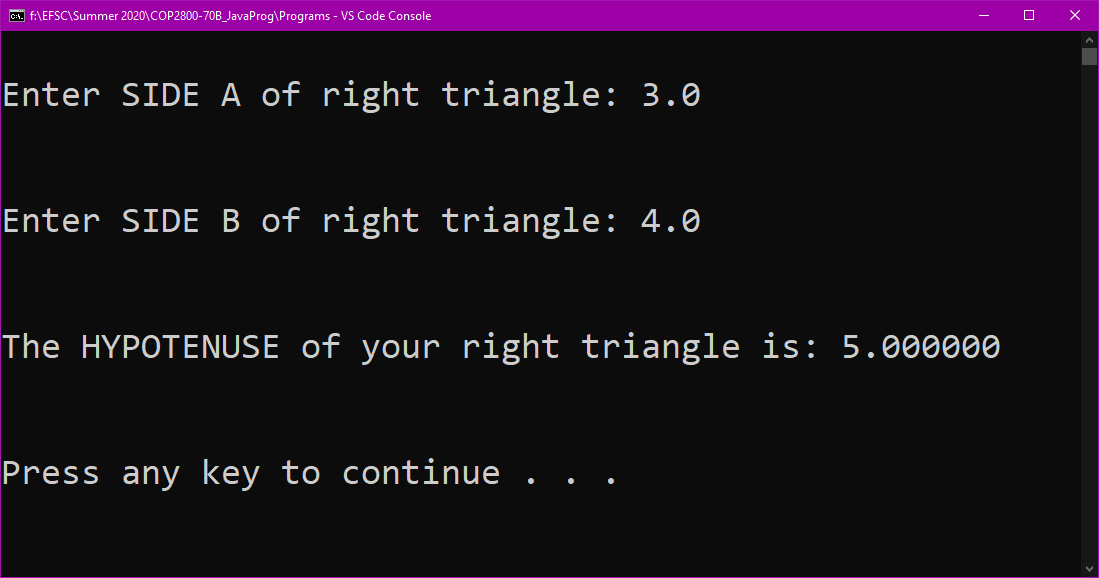 f:\EFSC\Summer 2020\COP2800-70B_JavaProg\Programs - VS Code Console
Enter SIDE A of right triangle: 3.0
Enter SIDE B of right triangle: 4.0
The HYPOTENUSE of your right triangle is: 5.000000
Press any key to continue . . .